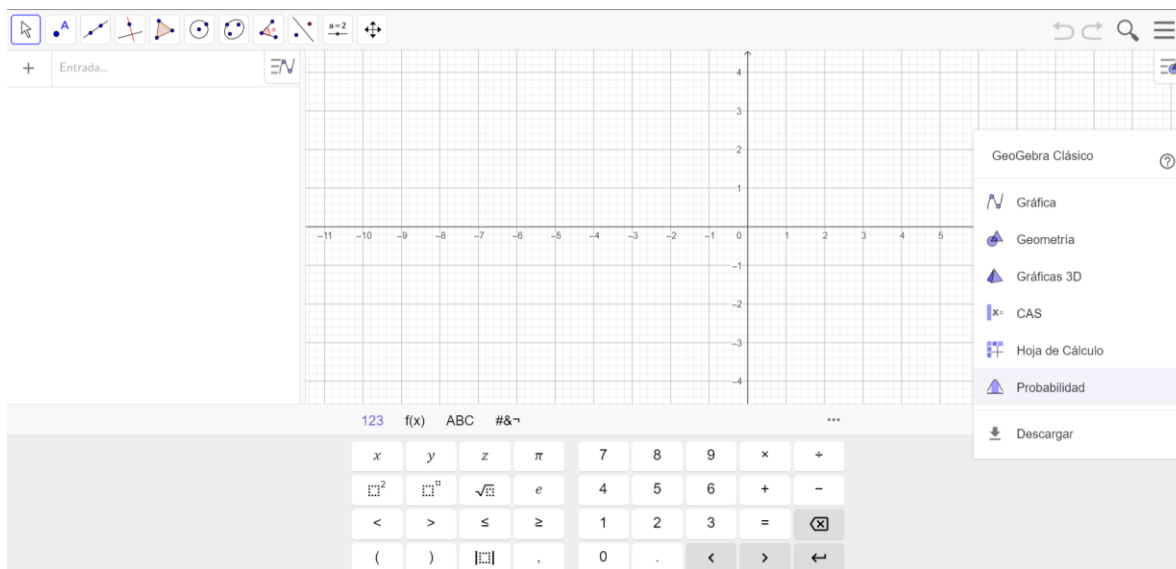 A
a=2
+ Entrada...
4
3
2
1
-11 -10 -9 -8 -7 -6 -5 -4 -3 -2 -1 0 1 2 3 4 5
-1
-2
-3
-4
GeoGebra Clásico
Gráfica
Geometría
Gráficas 3D
x= CAS
Hoja de Cálculo
Probabilidad
Descargar
123 f(x) ABC #&¬ ...
x y z π 7 8 9 × ÷
□² □ⁿ √□ e 4 5 6 + −
< > ≤ ≥ 1 2 3 =
( ) |□| , 0 . < >